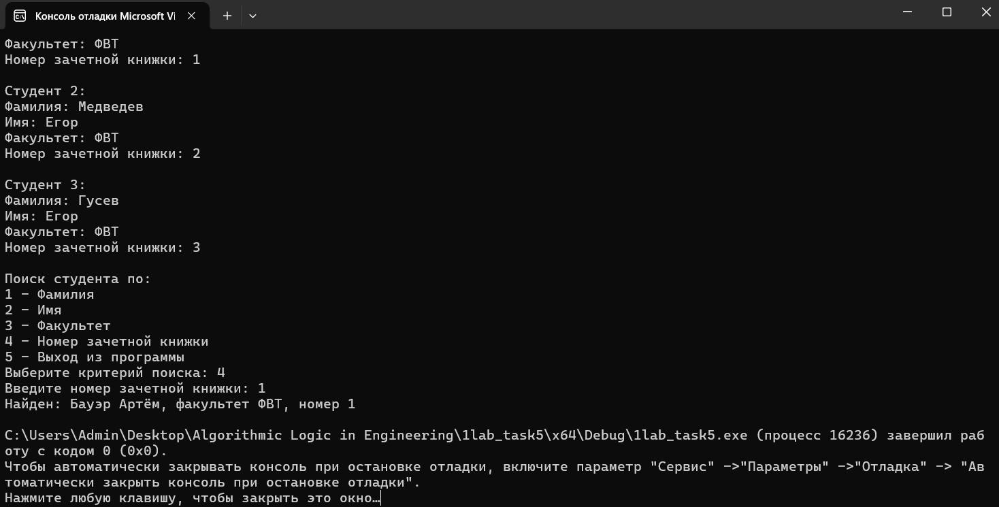 Консоль отладки Microsoft Vi
Факультет: ФВТ
Номер зачетной книжки: 1
Студент 2:
Фамилия: Медведев
Имя: Егор
Факультет: ФВТ
Номер зачетной книжки: 2
Студент 3:
Фамилия: Гусев
Имя: Егор
Факультет: ФВТ
Номер зачетной книжки: 3
Поиск студента по:
1 - Фамилия
2 - Имя
3 - Факультет
4 - Номер зачетной книжки
5 - Выход из программы
Выберите критерий поиска: 4
Введите номер зачетной книжки: 1
Найден: Бауэр Артём, факультет ФВТ, номер 1
C:\Users\Admin\Desktop\Algorithmic Logic in Engineering\1lab_task5\x64\Debug\1lab_task5.exe (процесс 16236) завершил раб
оту с кодом 0 (0x0).
Чтобы автоматически закрывать консоль при остановке отладки, включите параметр "Сервис" ->"Параметры" ->"Отладка" -> "Ав
томатически закрыть консоль при остановке отладки".
Нажмите любую клавишу, чтобы закрыть это окно…